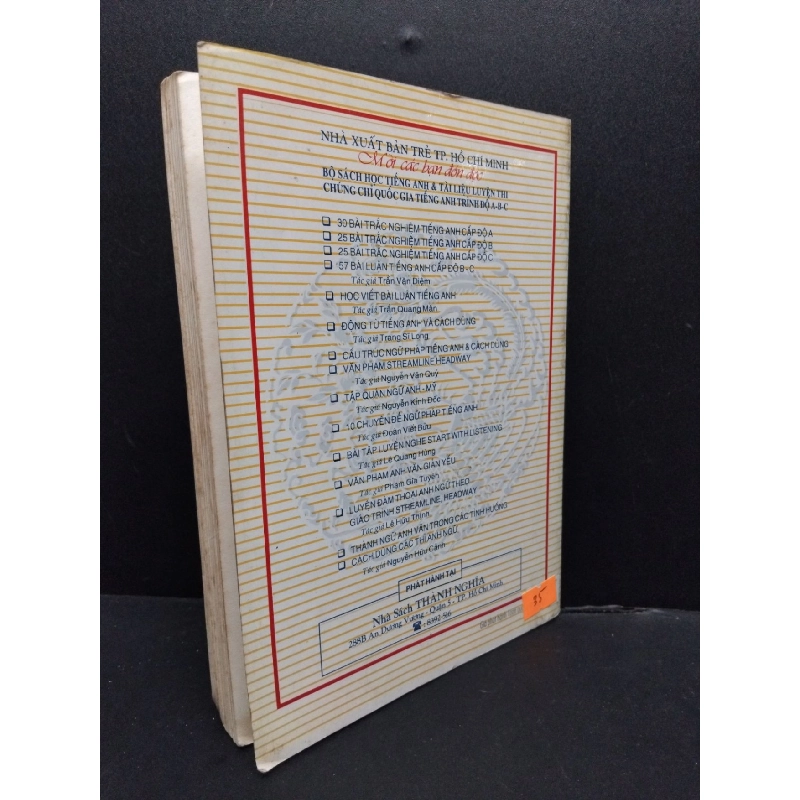 NHÀ XUẤT BẢN TRẺ TP. HỒ CHÍ MINH
Mời các bạn đón đọc
BỘ SÁCH HỌC TIẾNG ANH & TÀI LIỆU LUYỆN THI
CHỨNG CHỈ QUỐC GIA TIẾNG ANH TRÌNH ĐỘ A-B-C
❑ 30 BÀI TRẮC NGHIỆM TIẾNG ANH CẤP ĐỘ A
❑ 25 BÀI TRẮC NGHIỆM TIẾNG ANH CẤP ĐỘ B
❑ 25 BÀI TRẮC NGHIỆM TIẾNG ANH CẤP ĐỘ C
❑ 57 BÀI LUẬN TIẾNG ANH CẤP ĐỘ B - C
Tác giả Trần Văn Diệm
❑ HỌC VIẾT BÀI LUẬN TIẾNG ANH
Tác giả Trần Quang Mân
❑ ĐỘNG TỪ TIẾNG ANH VÀ CÁCH DÙNG
Tác giả Trang Sĩ Long
❑ CẤU TRÚC NGỮ PHÁP TIẾNG ANH & CÁCH DÙNG
❑ VĂN PHẠM STREAMLINE HEADWAY
Tác giả Nguyễn Văn Quý
❑ TẬP QUÁN NGỮ ANH - MỸ
Tác giả Nguyễn Kinh Đốc
❑ 10 CHUYÊN ĐỀ NGỮ PHÁP TIẾNG ANH
Tác giả Đoàn Viết Bửu
❑ BÀI TẬP LUYỆN NGHE START WITH LISTENING
Tác giả Lê Quang Hùng
❑ VĂN PHẠM ANH VĂN GIẢN YẾU
Tác giả Phạm Gia Tuyên
❑ LUYỆN ĐÀM THOẠI ANH NGỮ THEO
GIÁO TRÌNH STREAMLINE, HEADWAY
Tác giả Lê Hữu Thịnh
❑ THÀNH NGỮ ANH VĂN TRONG CÁC TÌNH HUỐNG
❑ CÁCH DÙNG CÁC THÀNH NGỮ
Tác giả Nguyễn Hữu Cảnh
PHÁT HÀNH TẠI
Nhà Sách THÀNH NGHĨA
288B An Dương Vương - Quận 5 - TP. Hồ Chí Minh
☎ : 8392 516
75